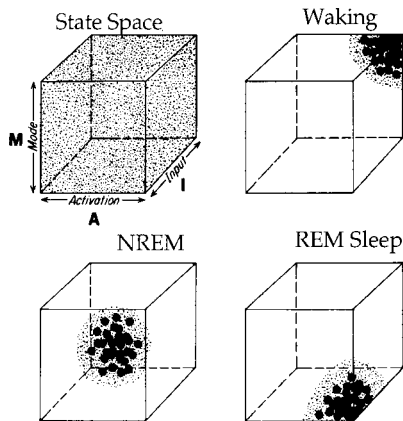 State Space
Waking
M
Mode
Input
I
Activation
A
NREM
REM Sleep